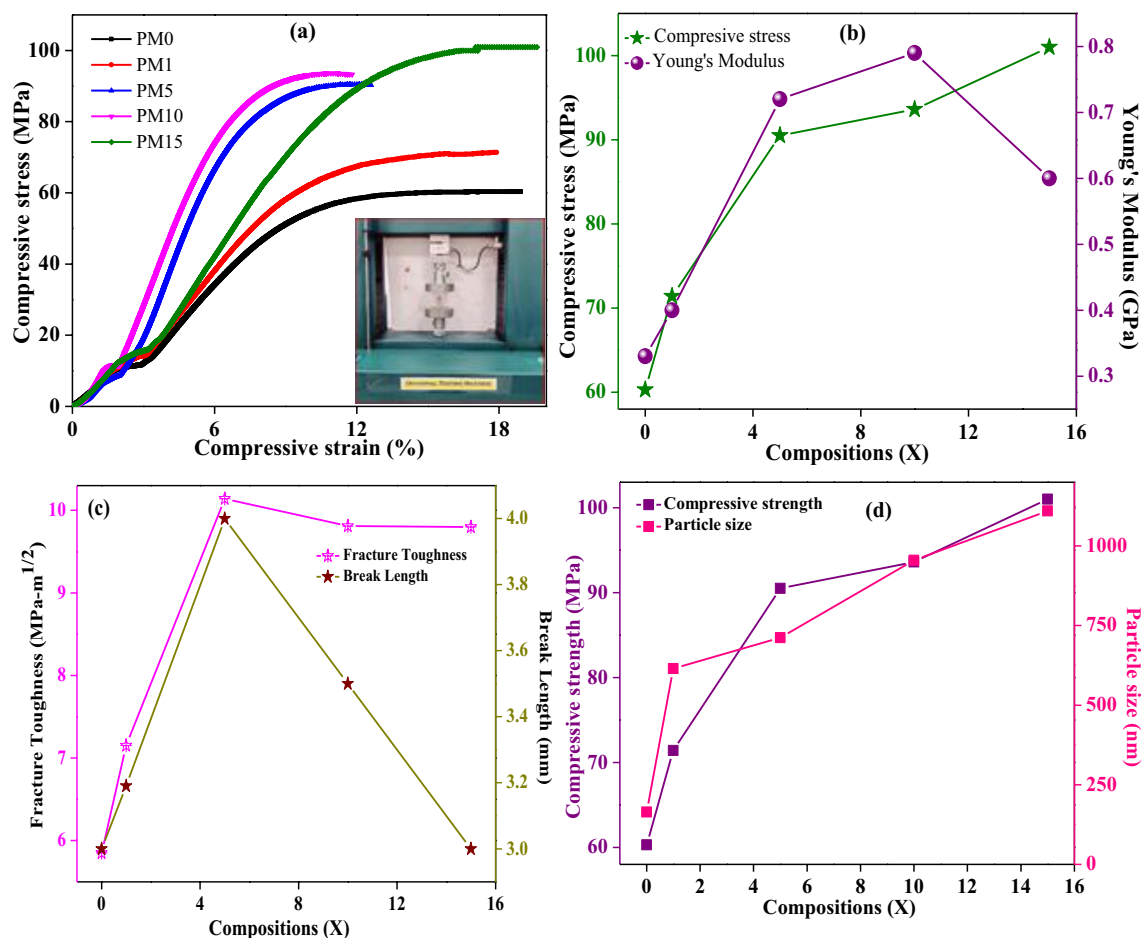 (a)
PM0
PM1
PM5
PM10
PM15
Compressive stress (MPa)
0
20
40
60
80
100
0
6
12
18
Compressive strain (%)
(b)
Compresive stress
Young's Modulus
Compressive stress (MPa)
60
70
80
90
100
Young's Modulus (GPa)
0.3
0.4
0.5
0.6
0.7
0.8
0
4
8
12
16
Compositions (X)
(c)
Fracture Toughness
Break Length
Fracture Toughness (MPa-m1/2)
6
7
8
9
10
Break Length (mm)
3.0
3.2
3.4
3.6
3.8
4.0
0
4
8
12
16
Compositions (X)
(d)
Compressive strength
Particle size
Compressive strength (MPa)
60
70
80
90
100
Particle size (nm)
0
250
500
750
1000
0
2
4
6
8
10
12
14
16
Compositions (X)